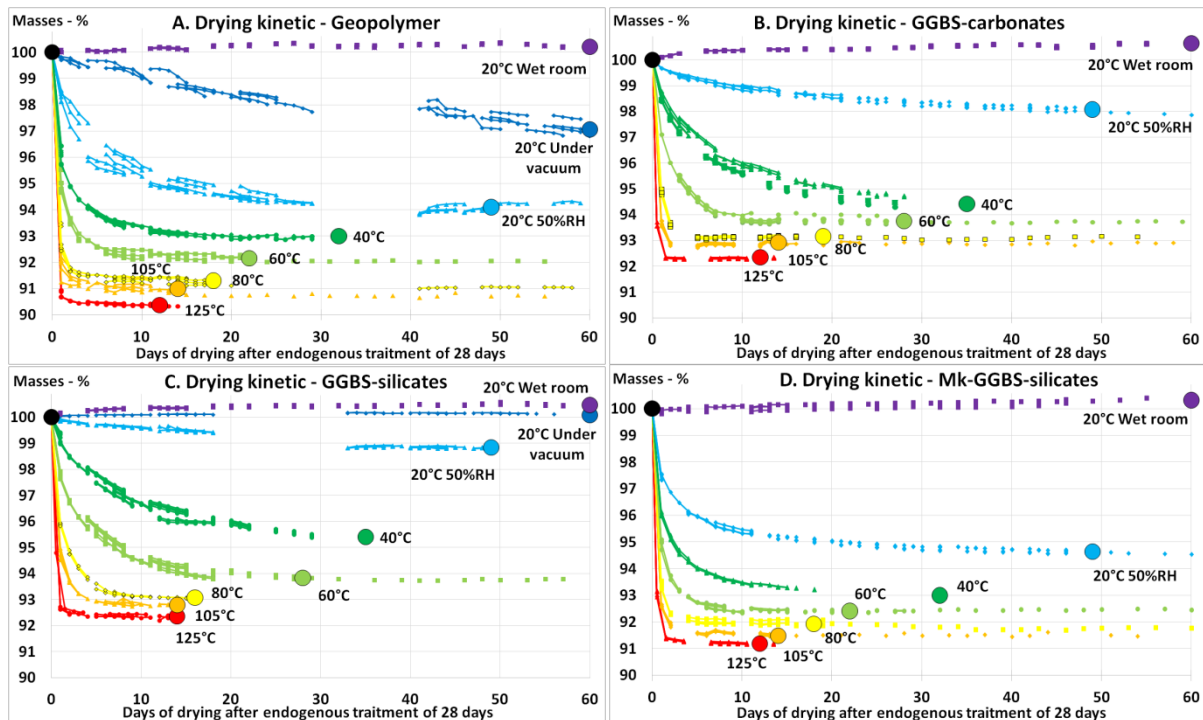 Masses - %
A. Drying kinetic - Geopolymer
100
99
98
97
96
95
94
93
92
91
90
20°C Wet room
20°C Under
vacuum
20°C 50%RH
40°C
60°C
105°C
80°C
125°C
0
10
20
30
40
50
60
Days of drying after endogenous traitment of 28 days
Masses - %
B. Drying kinetic - GGBS-carbonates
100
99
98
97
96
95
94
93
92
91
90
20°C Wet room
20°C 50%RH
40°C
60°C
80°C
105°C
125°C
0
10
20
30
40
50
60
Days of drying after endogenous traitment of 28 days
Masses - %
C. Drying kinetic - GGBS-silicates
100
99
98
97
96
95
94
93
92
91
90
20°C Wet room
20°C Under
vacuum
20°C 50%RH
40°C
60°C
80°C
105°C
125°C
0
10
20
30
40
50
60
Days of drying after endogenous traitment of 28 days
Masses - %
D. Drying kinetic - Mk-GGBS-silicates
100
99
98
97
96
95
94
93
92
91
90
20°C Wet room
20°C 50%RH
40°C
60°C
80°C
105°C
125°C
0
10
20
30
40
50
60
Days of drying after endogenous traitment of 28 days